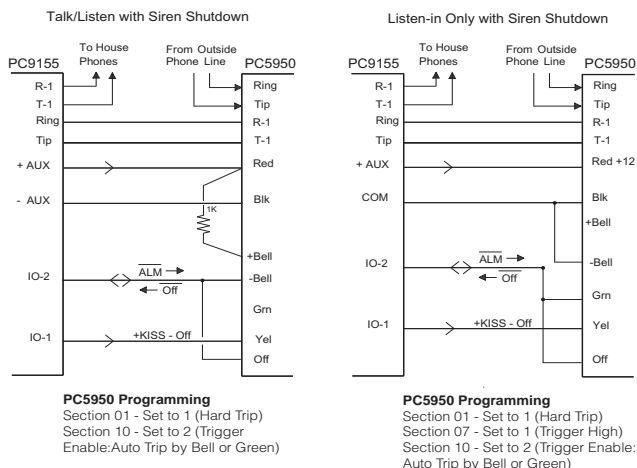 Talk/Listen with Siren Shutdown
To House
Phones
From Outside
Phone Line
PC9155
PC5950
R-1
Ring
T-1
Tip
Ring
R-1
Tip
T-1
+ AUX
Red
- AUX
1K
Blk
+Bell
IO-2
ALM
-Bell
Off
Grn
IO-1
+KISS - Off
Yel
Off
PC5950 Programming
Section 01 - Set to 1 (Hard Trip)
Section 10 - Set to 2 (Trigger
Enable:Auto Trip by Bell or Green)
Listen-in Only with Siren Shutdown
To House
Phones
From Outside
Phone Line
PC9155
PC5950
R-1
Ring
T-1
Tip
Ring
R-1
Tip
T-1
+ AUX
Red +12
COM
Blk
+Bell
-Bell
IO-2
ALM
Off
Grn
IO-1
+KISS - Off
Yel
Off
PC5950 Programming
Section 01 - Set to 1 (Hard Trip)
Section 07 - Set to 1 (Trigger High)
Section 10 - Set to 2 (Trigger Enable:
Auto Trip by Bell or Green)